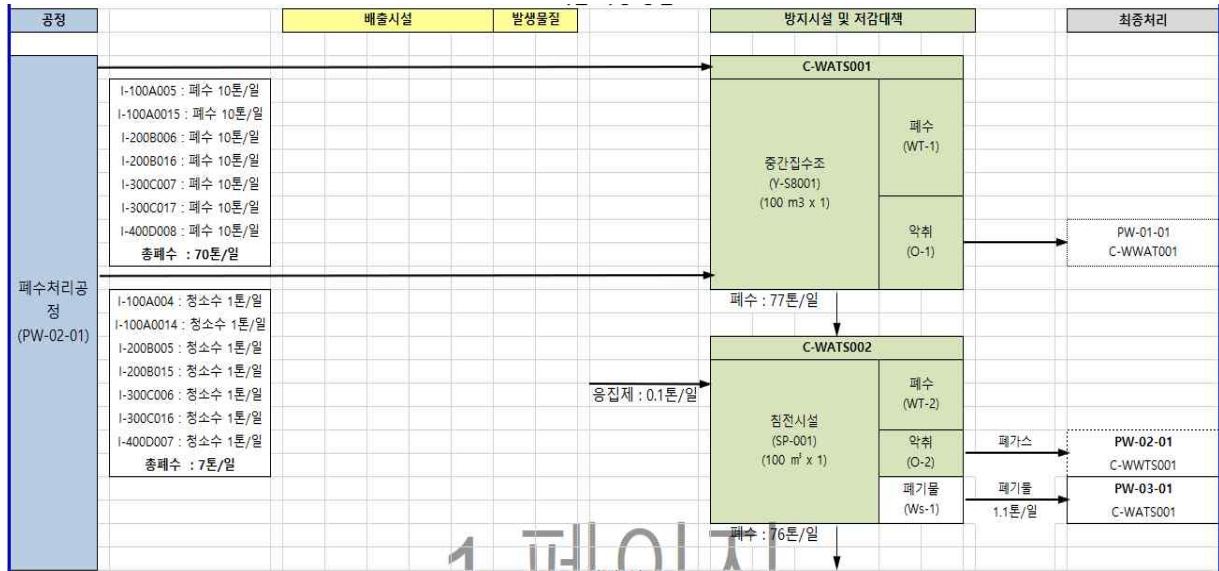 공정
배출시설
발생물질
방지시설 및 저감대책
최종처리
폐수처리공
정
(PW-02-01)
I-100A005 : 폐수 10톤/일
I-100A0015 : 폐수 10톤/일
I-200B006 : 폐수 10톤/일
I-200B016 : 폐수 10톤/일
I-300C007 : 폐수 10톤/일
I-300C017 : 폐수 10톤/일
I-400D008 : 폐수 10톤/일
총폐수 : 70톤/일
I-100A004 : 청소수 1톤/일
I-100A0014 : 청소수 1톤/일
I-200B005 : 청소수 1톤/일
I-200B015 : 청소수 1톤/일
I-300C006 : 청소수 1톤/일
I-300C016 : 청소수 1톤/일
I-400D007 : 청소수 1톤/일
총폐수 : 7톤/일
C-WATS001
중간집수조
(Y-S8001)
(100 m3 x 1)
폐수
(WT-1)
악취
(O-1)
PW-01-01
C-WWAT001
폐수 : 77톤/일
C-WATS002
응집제 : 0.1톤/일
침전시설
(SP-001)
(100 ㎥ x 1)
폐수
(WT-2)
악취
(O-2)
폐가스
PW-02-01
C-WWTS001
폐기물
(Ws-1)
폐기물
1.1톤/일
PW-03-01
C-WATS001
폐수 : 76톤/일
1 페이지